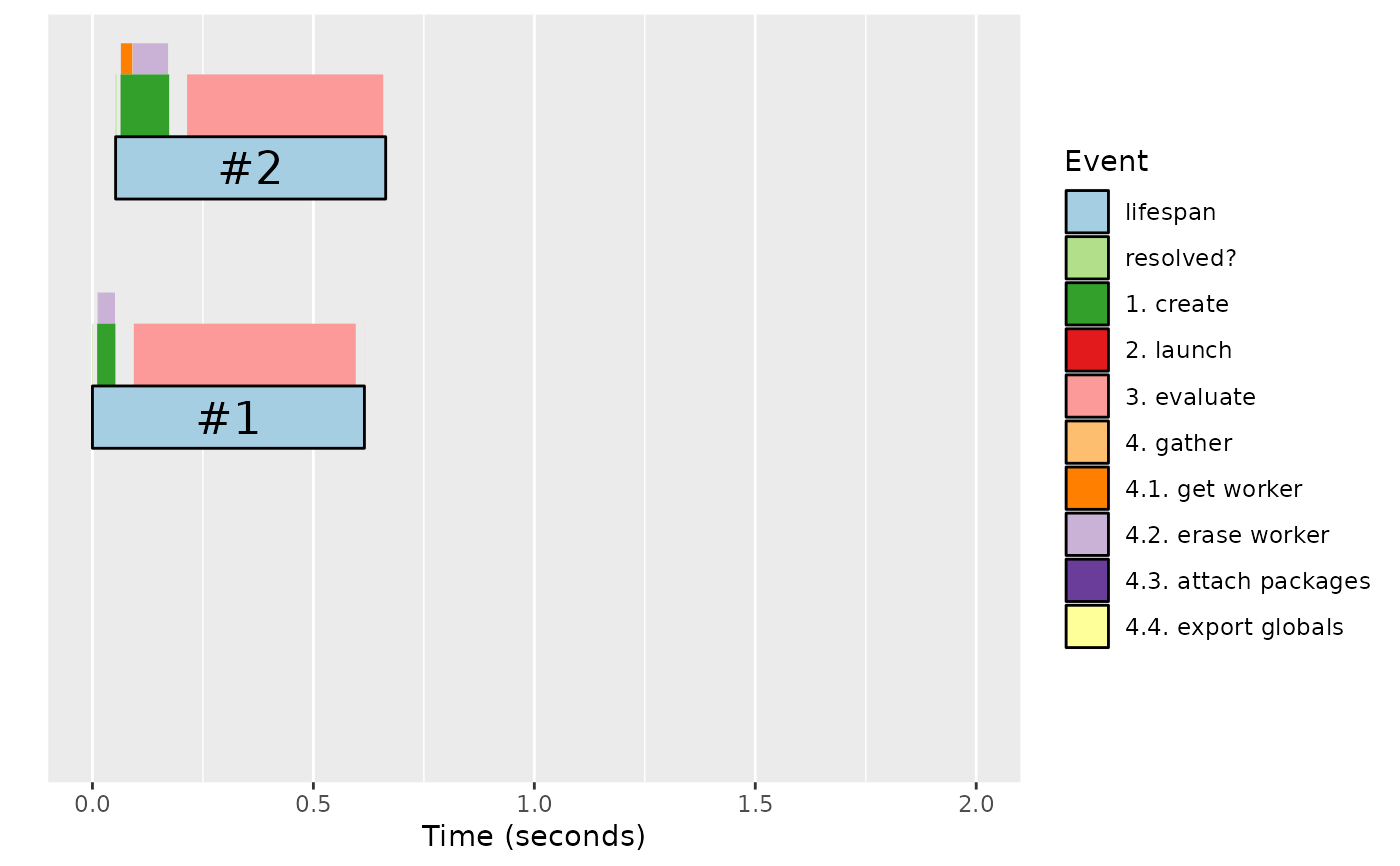 #2
#1
0.0 0.5 1.0 1.5 2.0
Time (seconds)
Event
lifespan
resolved?
1. create
2. launch
3. evaluate
4. gather
4.1. get worker
4.2. erase worker
4.3. attach packages
4.4. export globals